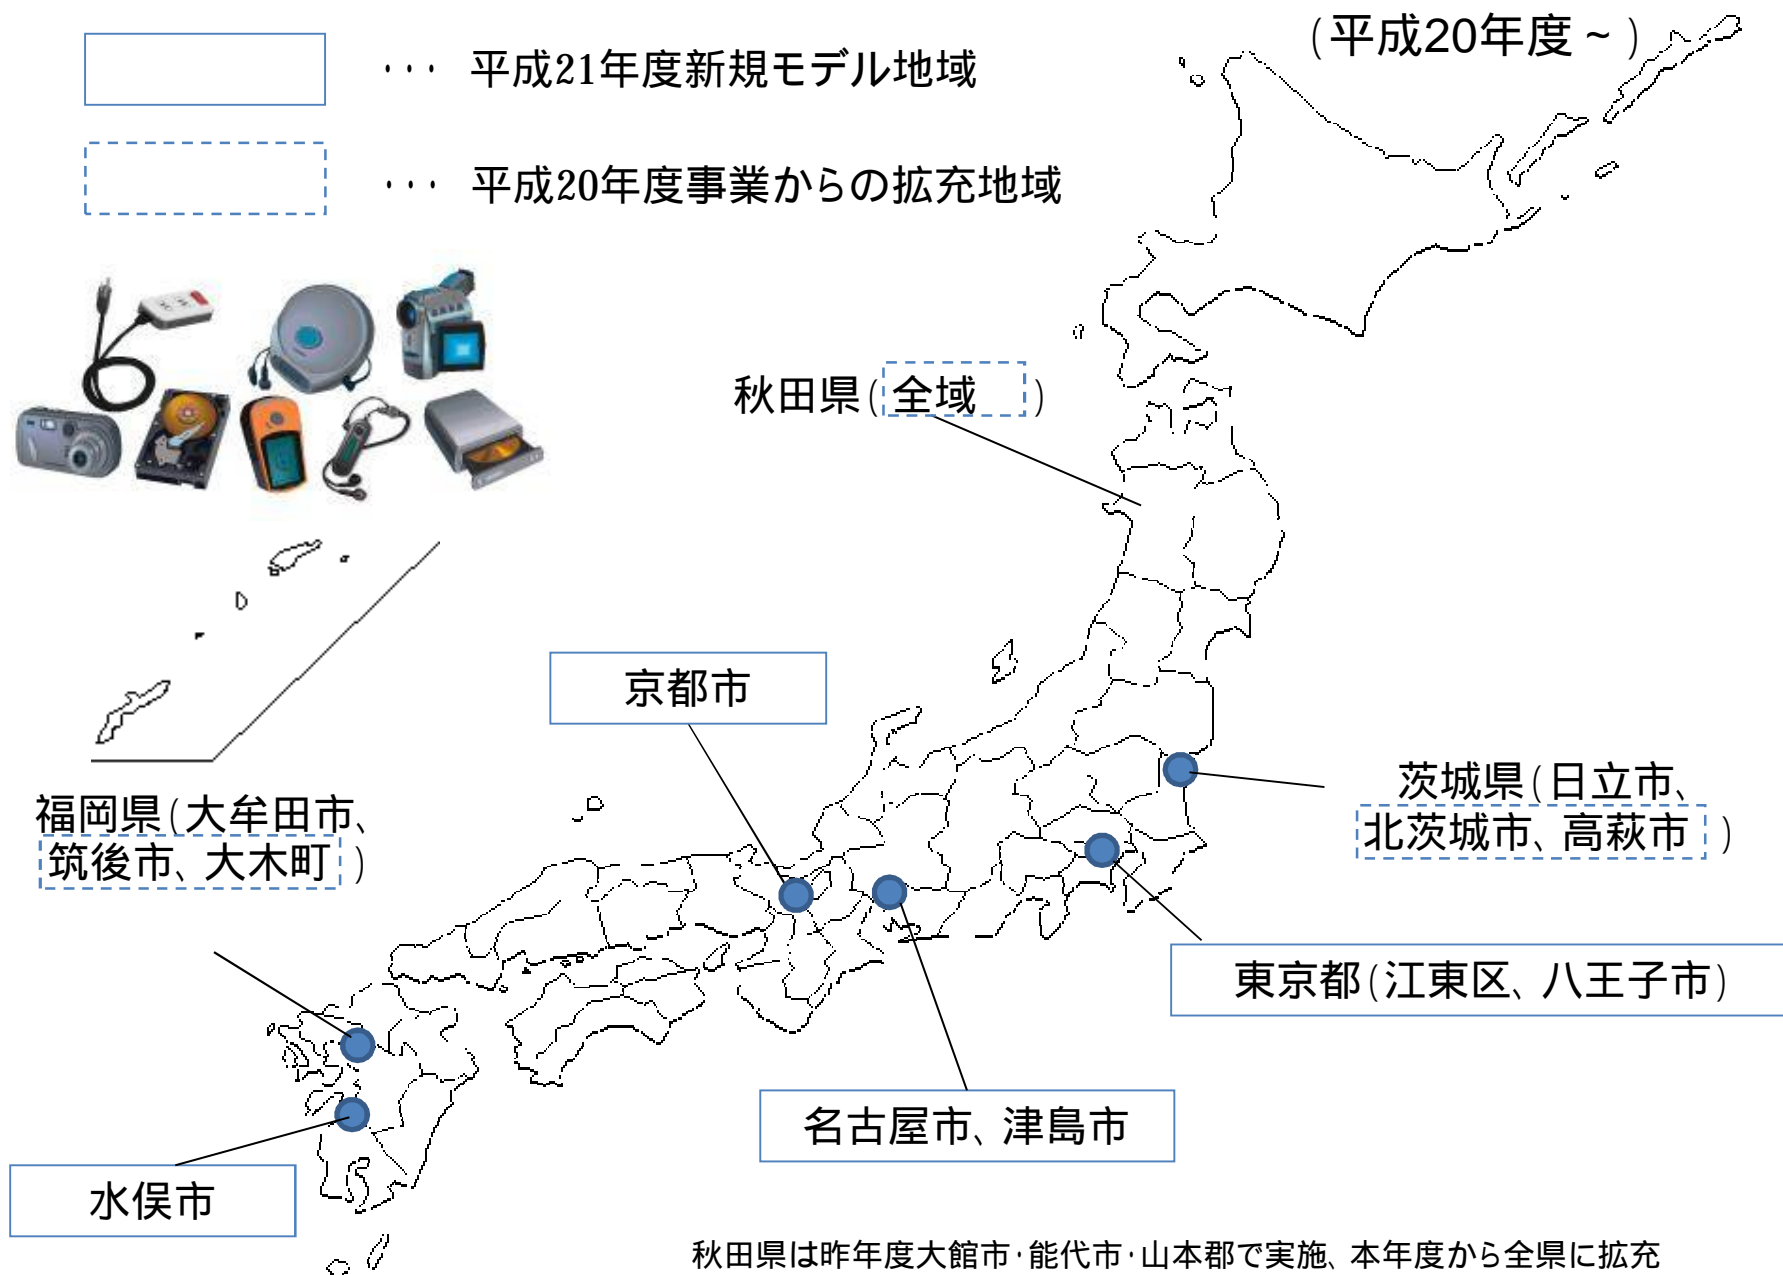 (平成20年度~)
··· 平成21年度新規モデル地域
··· 平成20年度事業からの拡充地域
秋田県(全域)
京都市
福岡県(大牟田市、
筑後市、大木町)
茨城県(日立市、
北茨城市、高萩市)
東京都(江東区、八王子市)
名古屋市、津島市
水俣市
秋田県は昨年度大館市・能代市・山本郡で実施、本年度から全県に拡充